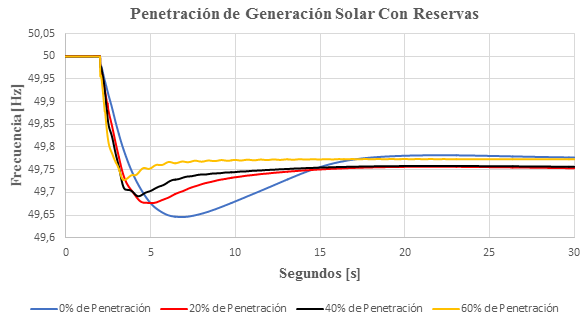 Penetración de Generación Solar Con Reservas
50,05
50
49,95
49,9
49,85
49,8
49,75
49,7
49,65
49,6
Frecuencia [Hz]
0 5 10 15 20 25 30
Segundos [s]
0% de Penetración 20% de Penetración 40% de Penetración 60% de Penetración